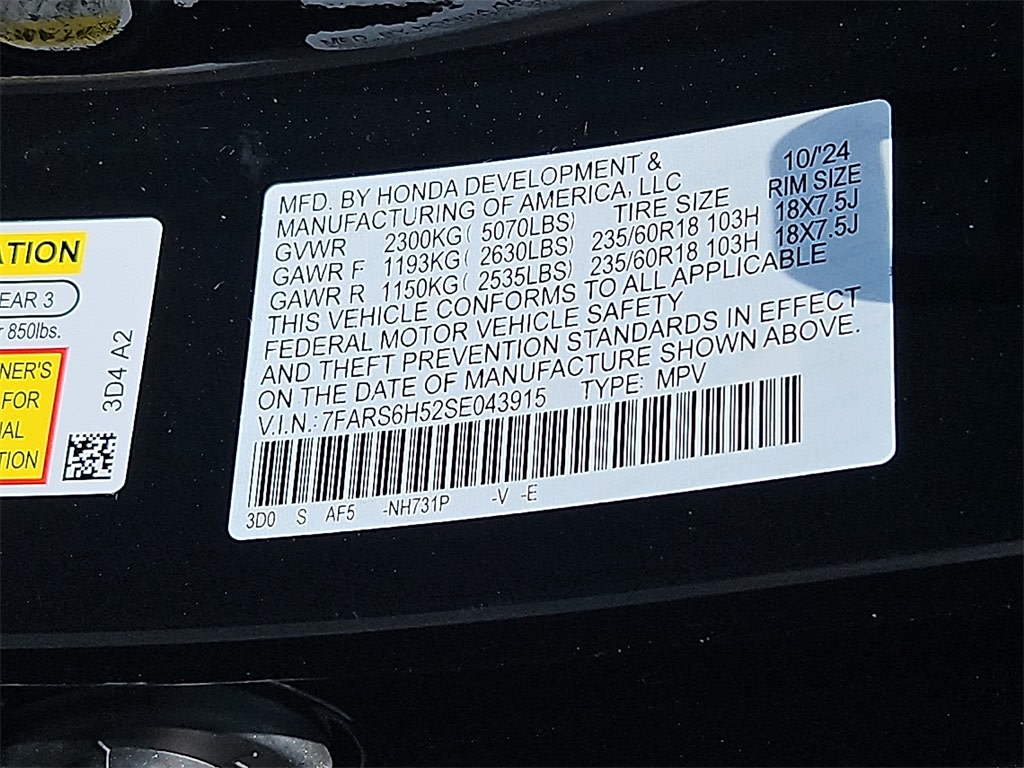 MFD. BY HONDA DEVELOPMENT & 10/'24
MANUFACTURING OF AMERICA, LLC RIM SIZE
GVWR 2300KG( 5070LBS) TIRE SIZE 18X7.5J
GAWR F 1193KG( 2630LBS) 235/60R18 103H 18X7.5J
GAWR R 1150KG( 2535LBS) 235/60R18 103H
THIS VEHICLE CONFORMS TO ALL APPLICABLE
FEDERAL MOTOR VEHICLE SAFETY
AND THEFT PREVENTION STANDARDS IN EFFECT
ON THE DATE OF MANUFACTURE SHOWN ABOVE.
V.I.N.: 7FARS6H52SE043915 TYPE: MPV
3D0 S AF5 -NH731P -V -E
ATION
EAR 3
850lbs.
NER'S
FOR
IAL
TION
3D4 A2